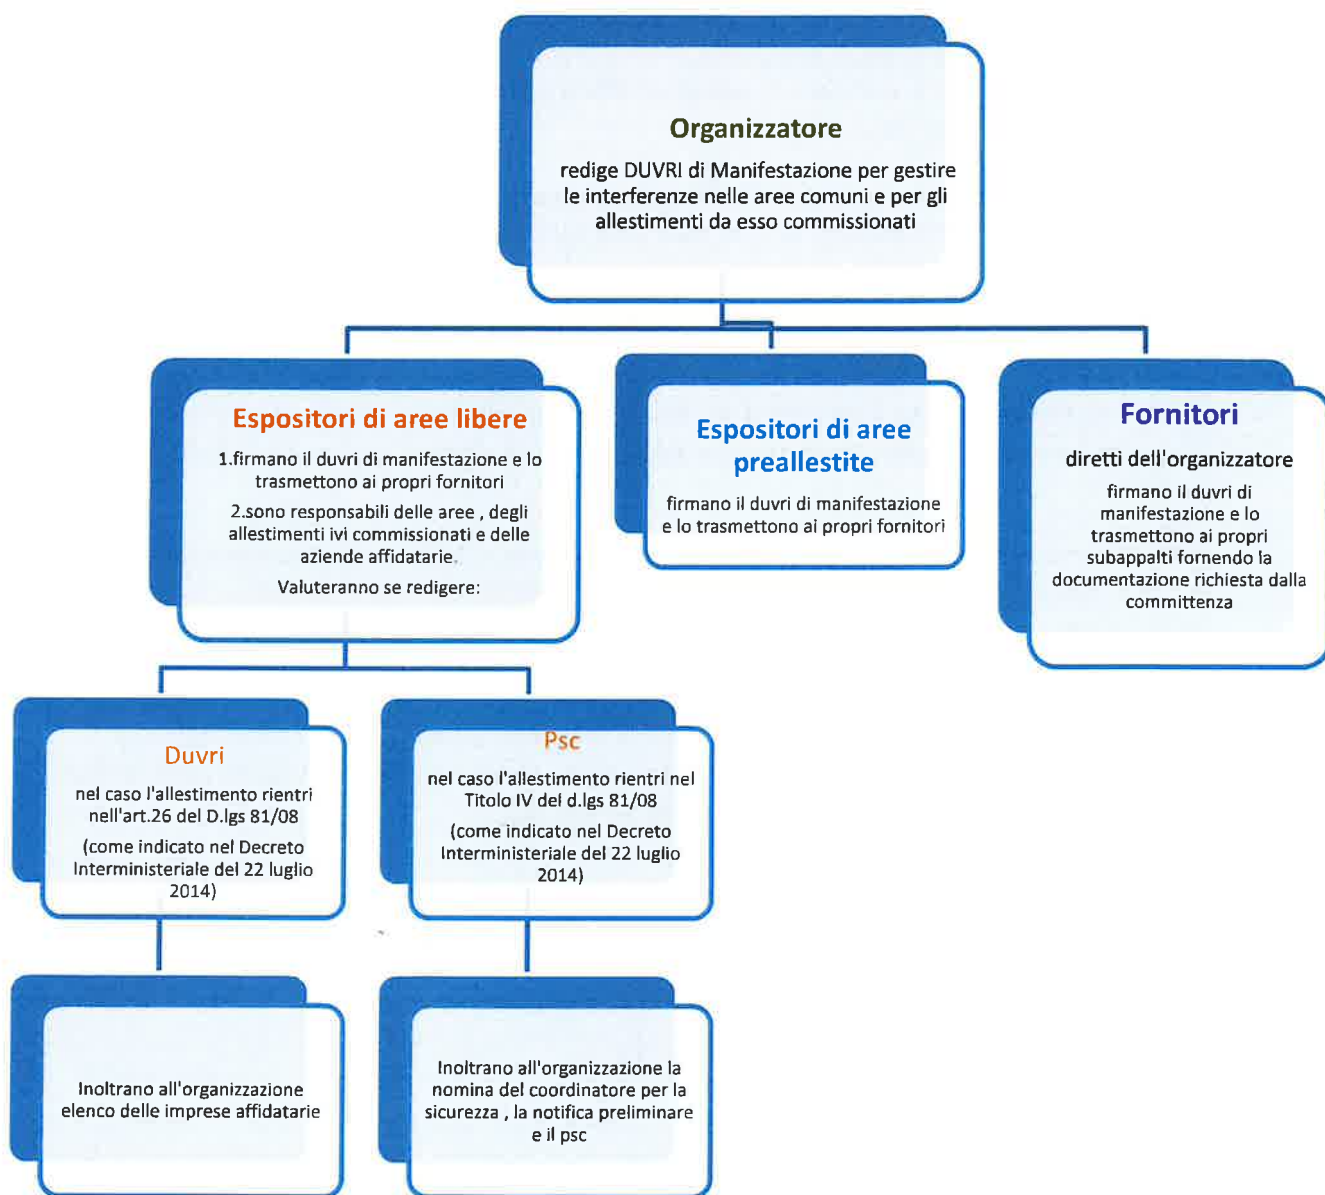 Organizzatore
redige DUVRI di Manifestazione per gestire
le interferenze nelle aree comuni e per gli
allestimenti da esso commissionati
Espositori di aree libere
1.firmano il duvri di manifestazione e lo
trasmettono ai propri fornitori
2.sono responsabili delle aree , degli
allestimenti ivi commissionati e delle
aziende affidatarie.
Valuteranno se redigere:
Espositori di aree
preallestite
firmano il duvri di manifestazione
e lo trasmettono ai propri fornitori
Fornitori
diretti dell'organizzatore
firmano il duvri di
manifestazione e lo
trasmettono ai propri
subappalti fornendo la
documentazione richiesta dalla
committenza
Duvri
nel caso l'allestimento rientri
nell'art.26 del D.lgs 81/08
(come indicato nel Decreto
Interministeriale del 22 luglio
2014)
Psc
nel caso l'allestimento rientri nel
Titolo IV del d.lgs 81/08
(come indicato nel Decreto
Interministeriale del 22 luglio
2014)
Inoltrano all'organizzazione
elenco delle imprese affidatarie
Inoltrano all'organizzazione la
nomina del coordinatore per la
sicurezza , la notifica preliminare
e il psc